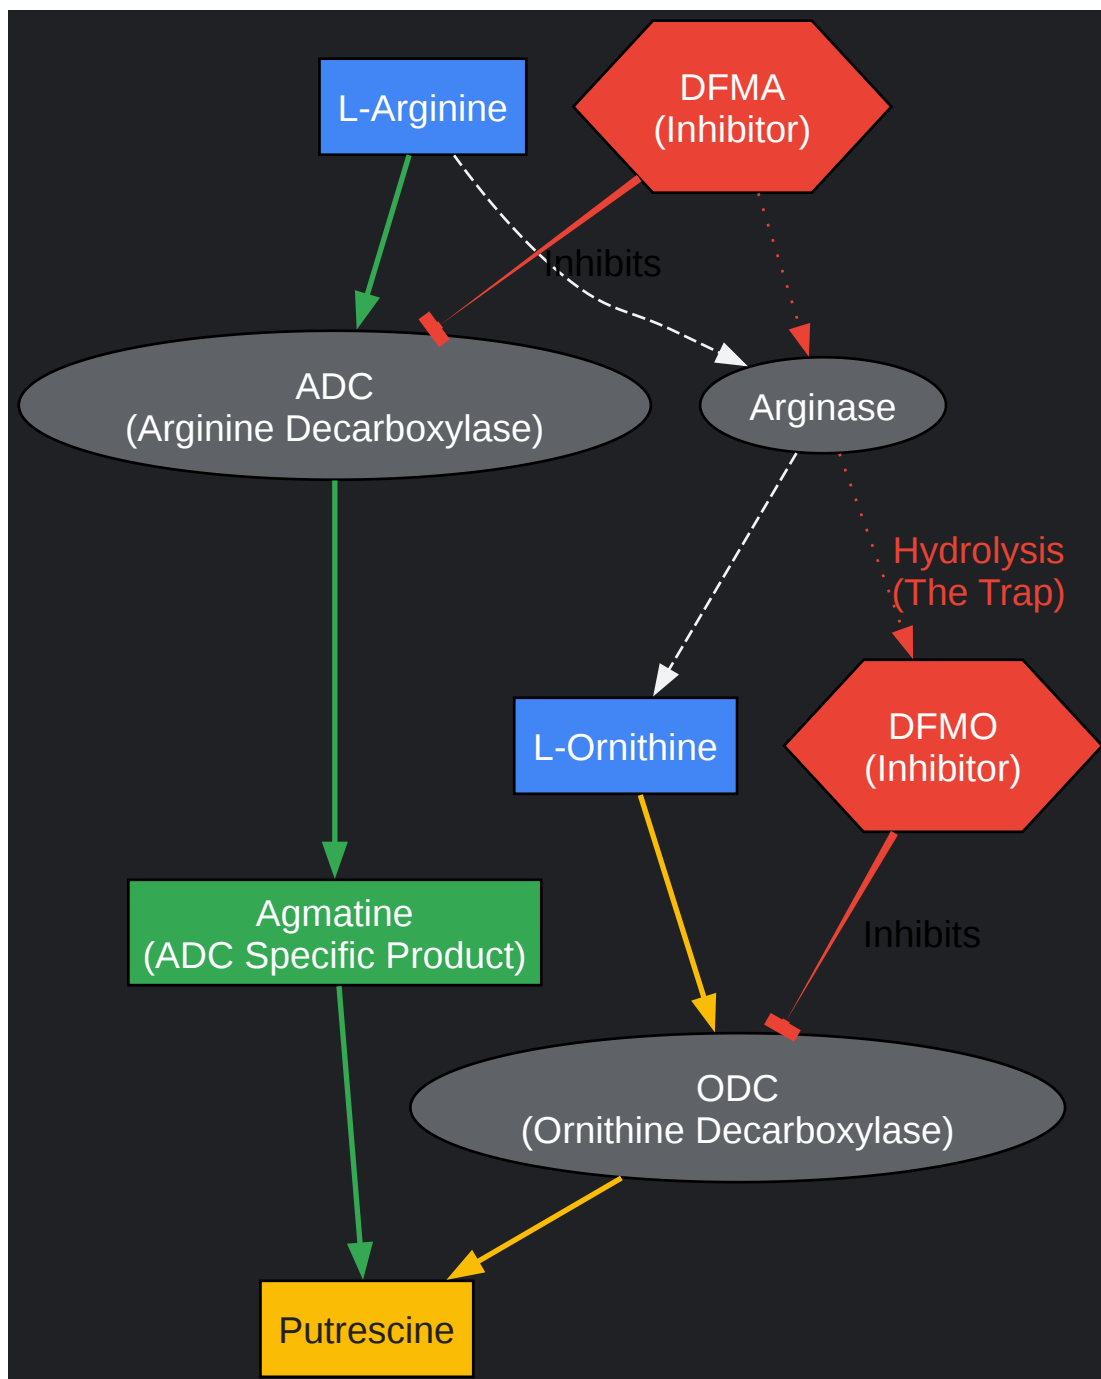 L-Arginine
DFMA
(Inhibitor)
Inhibits
ADC
(Arginine Decarboxylase)
Arginase
Hydrolysis
(The Trap)
L-Ornithine
DFMO
(Inhibitor)
Agmatine
(ADC Specific Product)
Inhibits
ODC
(Ornithine Decarboxylase)
Putrescine